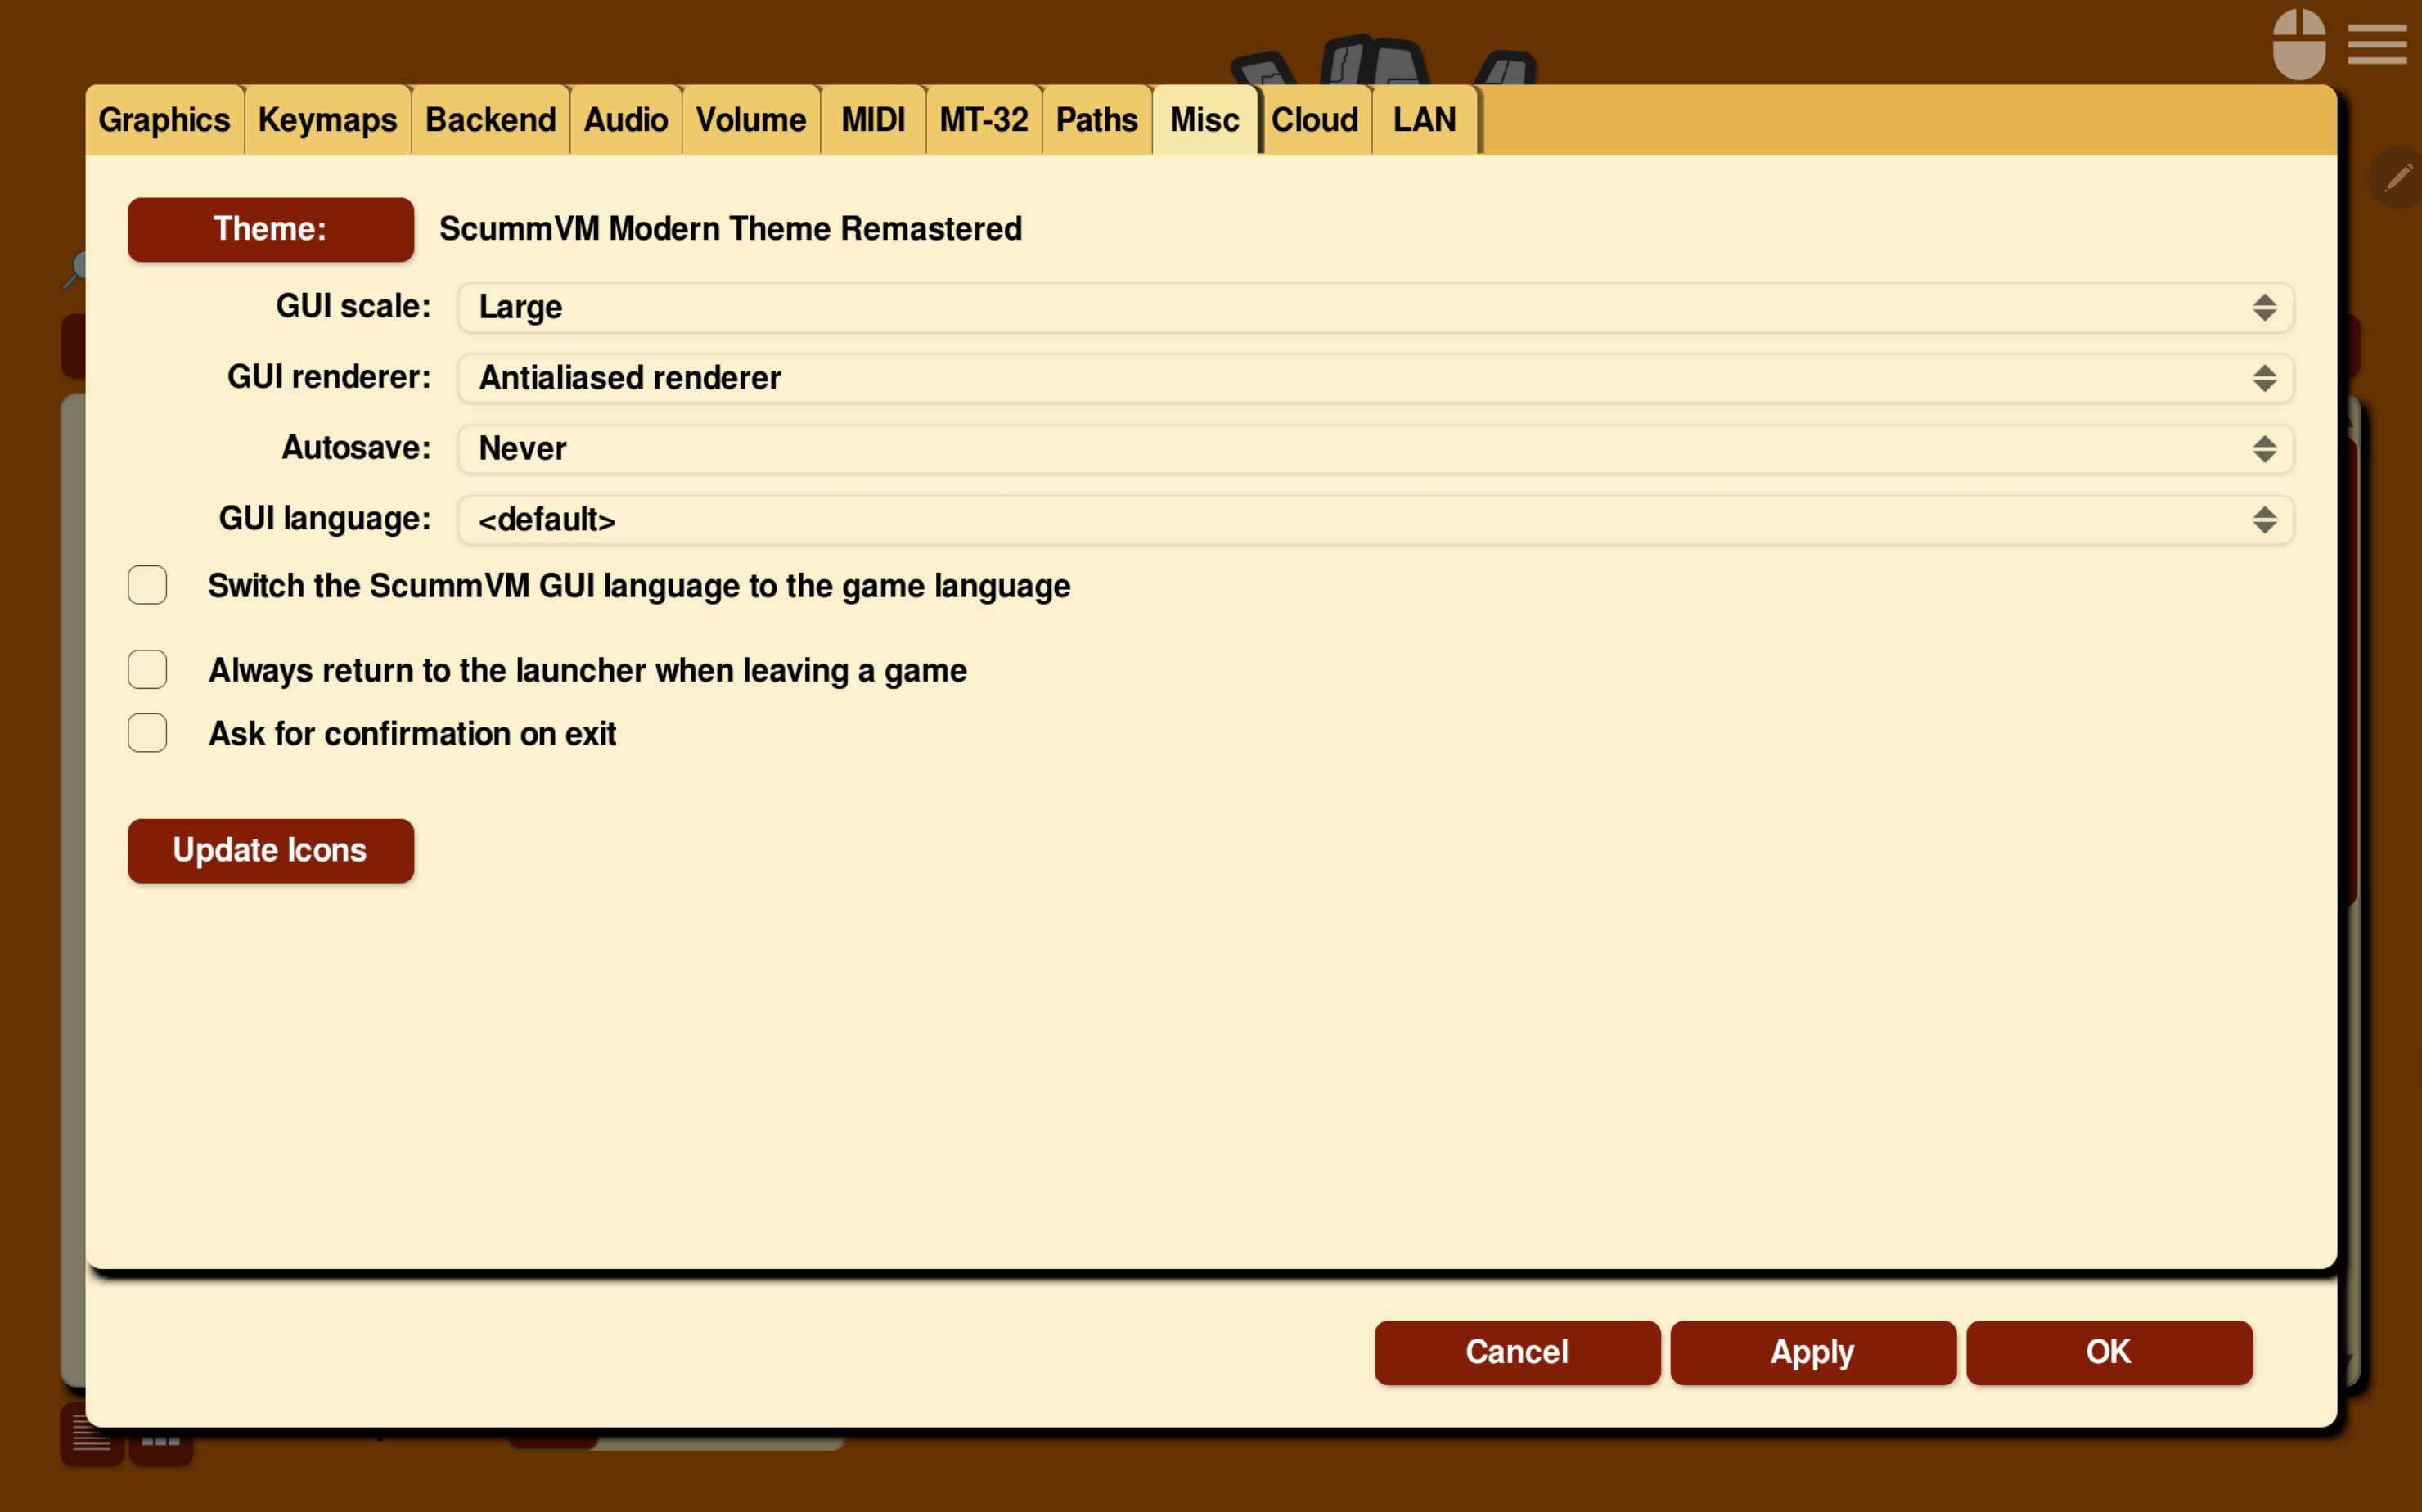 Graphics Keymaps Backend Audio Volume MIDI MT-32 Paths Misc Cloud LAN
Theme: ScummVM Modern Theme Remastered
GUI scale: Large
GUI renderer: Antialiased renderer
Autosave: Never
GUI language: <default>
Switch the ScummVM GUI language to the game language
Always return to the launcher when leaving a game
Ask for confirmation on exit
Update Icons
Cancel Apply OK